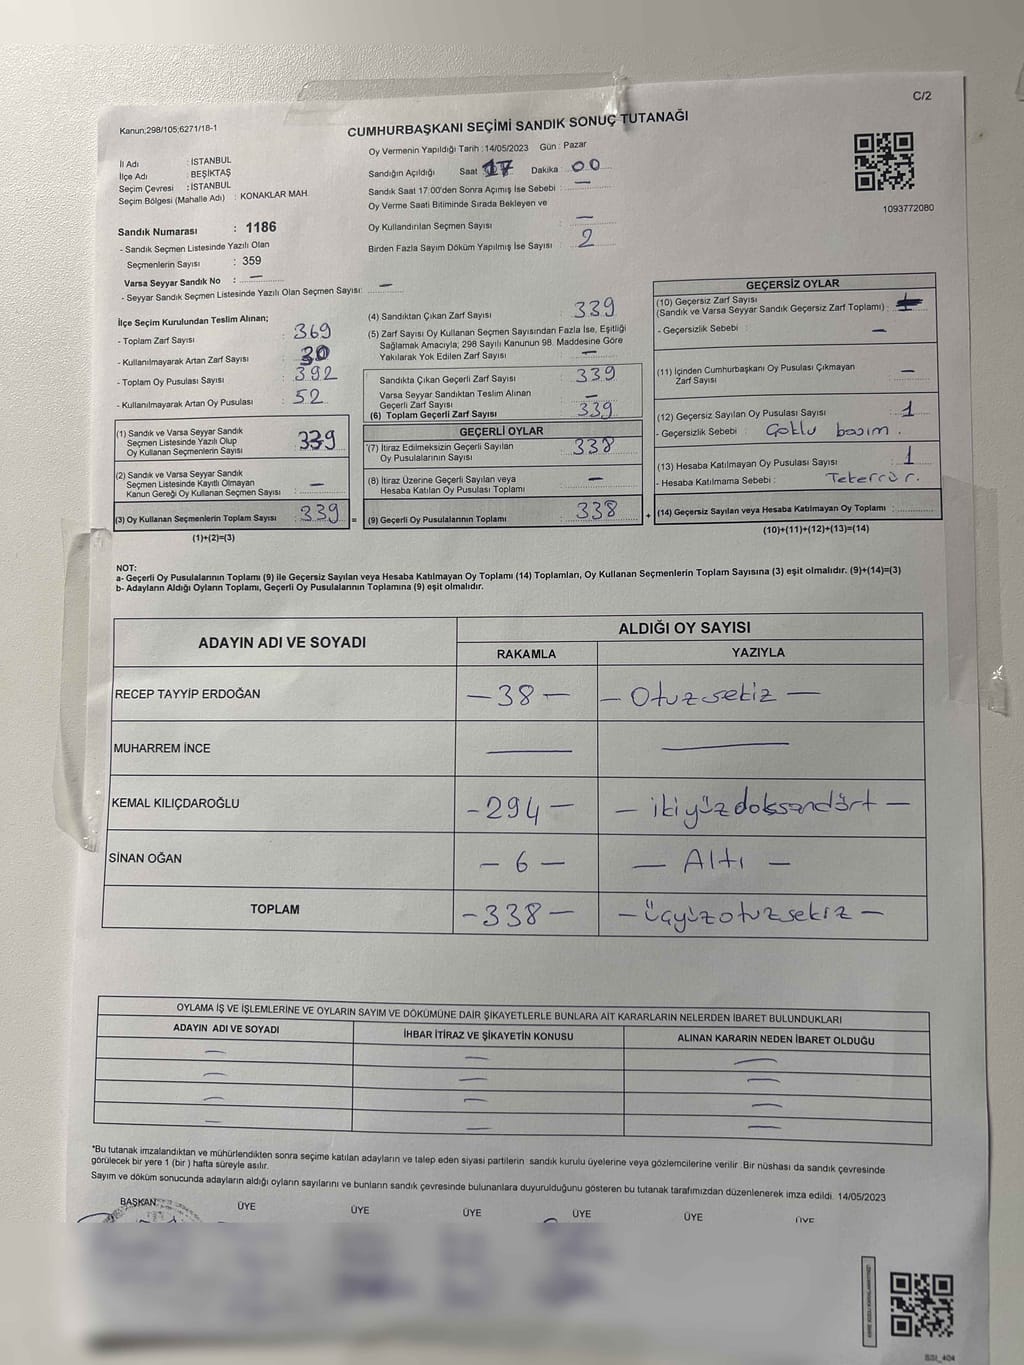 C/2
Kanun;298/105;6271/18-1
CUMHURBAŞKANI SEÇİMİ SANDIK SONUÇ TUTANAĞI
İl Adı : İSTANBUL
İlçe Adı : BEŞİKTAŞ
Seçim Çevresi : İSTANBUL
Seçim Bölgesi (Mahalle Adı) : KONAKLAR MAH.
Oy Vermenin Yapıldığı Tarih :14/05/2023 Gün : Pazar
Sandığın Açıldığı Saat 17 Dakika : 00
Sandık Saat 17:00'den Sonra Açımış İse Sebebi : —
Oy Verme Saati Bitiminde Sırada Bekleyen ve
Oy Kullandırılan Seçmen Sayısı : —
Birden Fazla Sayım Döküm Yapılmış İse Sayısı : 2
1093772080
Sandık Numarası : 1186
- Sandık Seçmen Listesinde Yazılı Olan
Seçmenlerin Sayısı : 359
Varsa Seyyar Sandık No : —
- Seyyar Sandık Seçmen Listesinde Yazılı Olan Seçmen Sayısı: —
İlçe Seçim Kurulundan Teslim Alınan;
- Toplam Zarf Sayısı : 369
- Kullanılmayarak Artan Zarf Sayısı : 30
- Toplam Oy Pusulası Sayısı : 392
- Kullanılmayarak Artan Oy Pusulası : 52
(1) Sandık ve Varsa Seyyar Sandık
Seçmen Listesinde Yazılı Olup
Oy Kullanan Seçmenlerin Sayısı : 339
(2) Sandık ve Varsa Seyyar Sandık
Seçmen Listesinde Kayıtlı Olmayan
Kanun Gereği Oy Kullanan Seçmen Sayısı : —
(3) Oy Kullanan Seçmenlerin Toplam Sayısı : 339
(1)+(2)=(3)
=
(4) Sandıktan Çıkan Zarf Sayısı : 339
(5) Zarf Sayısı Oy Kullanan Seçmen Sayısından Fazla İse, Eşitliği
Sağlamak Amacıyla; 298 Sayılı Kanunun 98. Maddesine Göre
Yakılarak Yok Edilen Zarf Sayısı : —
Sandıkta Çıkan Geçerli Zarf Sayısı : 339
Varsa Seyyar Sandıktan Teslim Alınan
Geçerli Zarf Sayısı : —
(6) Toplam Geçerli Zarf Sayısı : 339
GEÇERLİ OYLAR
(7) İtiraz Edilmeksizin Geçerli Sayılan
Oy Pusulalarının Sayısı : 338
(8) İtiraz Üzerine Geçerli Sayılan veya
Hesaba Katılan Oy Pusulası Toplamı : —
(9) Geçerli Oy Pusulalarının Toplamı : 338
+
GEÇERSİZ OYLAR
(10) Geçersiz Zarf Sayısı
(Sandık ve Varsa Seyyar Sandık Geçersiz Zarf Toplamı) :
- Geçersizlik Sebebi : —
(11) İçinden Cumhurbaşkanı Oy Pusulası Çıkmayan
Zarf Sayısı : —
(12) Geçersiz Sayılan Oy Pusulası Sayısı : 1
- Geçersizlik Sebebi : Çoklu basım.
(13) Hesaba Katılmayan Oy Pusulası Sayısı : 1
- Hesaba Katılmama Sebebi : Tekerrür.
(14) Geçersiz Sayılan veya Hesaba Katılmayan Oy Toplamı :
(10)+(11)+(12)+(13)=(14)
NOT:
a- Geçerli Oy Pusulalarının Toplamı (9) ile Geçersiz Sayılan veya Hesaba Katılmayan Oy Toplamı (14) Toplamları, Oy Kullanan Seçmenlerin Toplam Sayısına (3) eşit olmalıdır. (9)+(14)=(3)
b- Adayların Aldığı Oyların Toplamı, Geçerli Oy Pusulalarının Toplamına (9) eşit olmalıdır.
ADAYIN ADI VE SOYADI ALDIĞI OY SAYISI
RAKAMLA YAZIYLA
RECEP TAYYİP ERDOĞAN —38— — Otuzsekiz —
MUHARREM İNCE — —
KEMAL KILIÇDAROĞLU -294— — ikiyüzdoksandört —
SİNAN OĞAN — 6 — — Altı —
TOPLAM -338— —üçyüzotuzsekiz —
OYLAMA İŞ VE İŞLEMLERİNE VE OYLARIN SAYIM VE DÖKÜMÜNE DAİR ŞİKAYETLERLE BUNLARA AİT KARARLARIN NELERDEN İBARET BULUNDUKLARI
ADAYIN ADI VE SOYADI İHBAR İTİRAZ VE ŞİKAYETİN KONUSU ALINAN KARARIN NEDEN İBARET OLDUĞU
— — —
— — —
— — —
— — —
*Bu tutanak imzalandıktan ve mühürlendikten sonra seçime katılan adayların ve talep eden siyasi partilerin sandık kurulu üyelerine veya gözlemcilerine verilir. Bir nüshası da sandık çevresinde
görülecek bir yere 1 (bir ) hafta süreyle asılır.
Sayım ve döküm sonucunda adayların aldığı oyların sayılarını ve bunların sandık çevresinde bulunanlara duyurulduğunu gösteren bu tutanak tarafımızdan düzenlenerek imza edildi. 14/05/2023
BAŞKAN ÜYE ÜYE ÜYE ÜYE ÜYE ÜYE